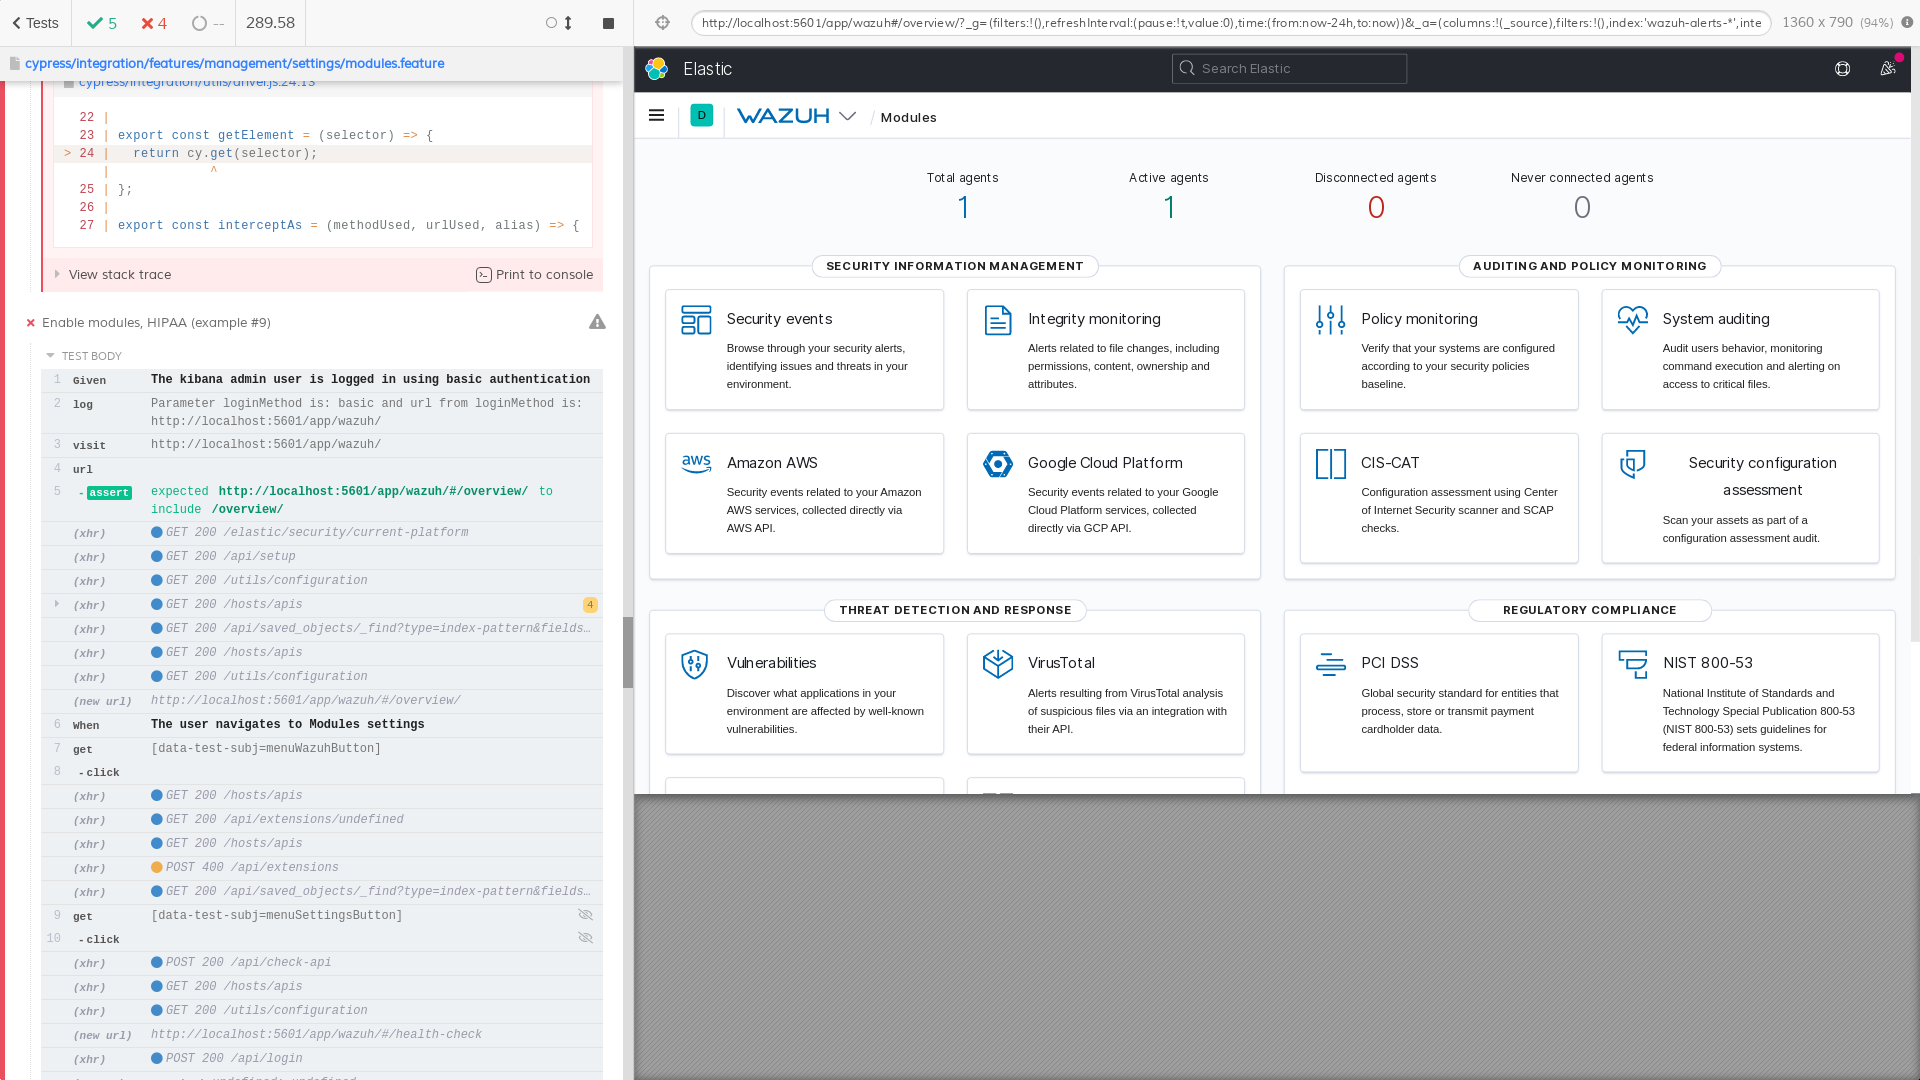 Tests
5
4
--
289.58
http://localhost:5601/app/wazuh#/overview/?_g=(filters:!(),refreshInterval:(pause:!t,value:0),time:(from:now-24h,to:now))&_a=(columns:!(_source),filters:!(),index:'wazuh-alerts-*',inte
1360 x 790 (94%)
cypress/integration/features/management/settings/modules.feature
cypress/integration/utils/driver.js:24:13
22 |
23 | export const getElement = (selector) => {
> 24 | return cy.get(selector);
| ^
25 | };
26 |
27 | export const interceptAs = (methodUsed, urlUsed, alias) => {
View stack trace
Print to console
Enable modules, HIPAA (example #9)
TEST BODY
1 Given The kibana admin user is logged in using basic authentication
2 log Parameter loginMethod is: basic and url from loginMethod is:
http://localhost:5601/app/wazuh/
3 visit http://localhost:5601/app/wazuh/
4 url
5 -assert expected http://localhost:5601/app/wazuh/#/overview/ to
include /overview/
(xhr) GET 200 /elastic/security/current-platform
(xhr) GET 200 /api/setup
(xhr) GET 200 /utils/configuration
(xhr) GET 200 /hosts/apis 4
(xhr) GET 200 /api/saved_objects/_find?type=index-pattern&fields…
(xhr) GET 200 /hosts/apis
(xhr) GET 200 /utils/configuration
(new url) http://localhost:5601/app/wazuh/#/overview/
6 When The user navigates to Modules settings
7 get [data-test-subj=menuWazuhButton]
8 -click
(xhr) GET 200 /hosts/apis
(xhr) GET 200 /api/extensions/undefined
(xhr) GET 200 /hosts/apis
(xhr) POST 400 /api/extensions
(xhr) GET 200 /api/saved_objects/_find?type=index-pattern&fields…
9 get [data-test-subj=menuSettingsButton]
10 -click
(xhr) POST 200 /api/check-api
(xhr) GET 200 /hosts/apis
(xhr) GET 200 /utils/configuration
(new url) http://localhost:5601/app/wazuh/#/health-check
(xhr) POST 200 /api/login
Elastic
Search Elastic
D
WAZUH
/ Modules
Total agents
1
Active agents
1
Disconnected agents
0
Never connected agents
0
SECURITY INFORMATION MANAGEMENT
Security events
Browse through your security alerts,
identifying issues and threats in your
environment.
Integrity monitoring
Alerts related to file changes, including
permissions, content, ownership and
attributes.
aws
Amazon AWS
Security events related to your Amazon
AWS services, collected directly via
AWS API.
Google Cloud Platform
Security events related to your Google
Cloud Platform services, collected
directly via GCP API.
AUDITING AND POLICY MONITORING
Policy monitoring
Verify that your systems are configured
according to your security policies
baseline.
System auditing
Audit users behavior, monitoring
command execution and alerting on
access to critical files.
CIS-CAT
Configuration assessment using Center
of Internet Security scanner and SCAP
checks.
Security configuration
assessment
Scan your assets as part of a
configuration assessment audit.
THREAT DETECTION AND RESPONSE
Vulnerabilities
Discover what applications in your
environment are affected by well-known
vulnerabilities.
VirusTotal
Alerts resulting from VirusTotal analysis
of suspicious files via an integration with
their API.
REGULATORY COMPLIANCE
PCI DSS
Global security standard for entities that
process, store or transmit payment
cardholder data.
NIST 800-53
National Institute of Standards and
Technology Special Publication 800-53
(NIST 800-53) sets guidelines for
federal information systems.